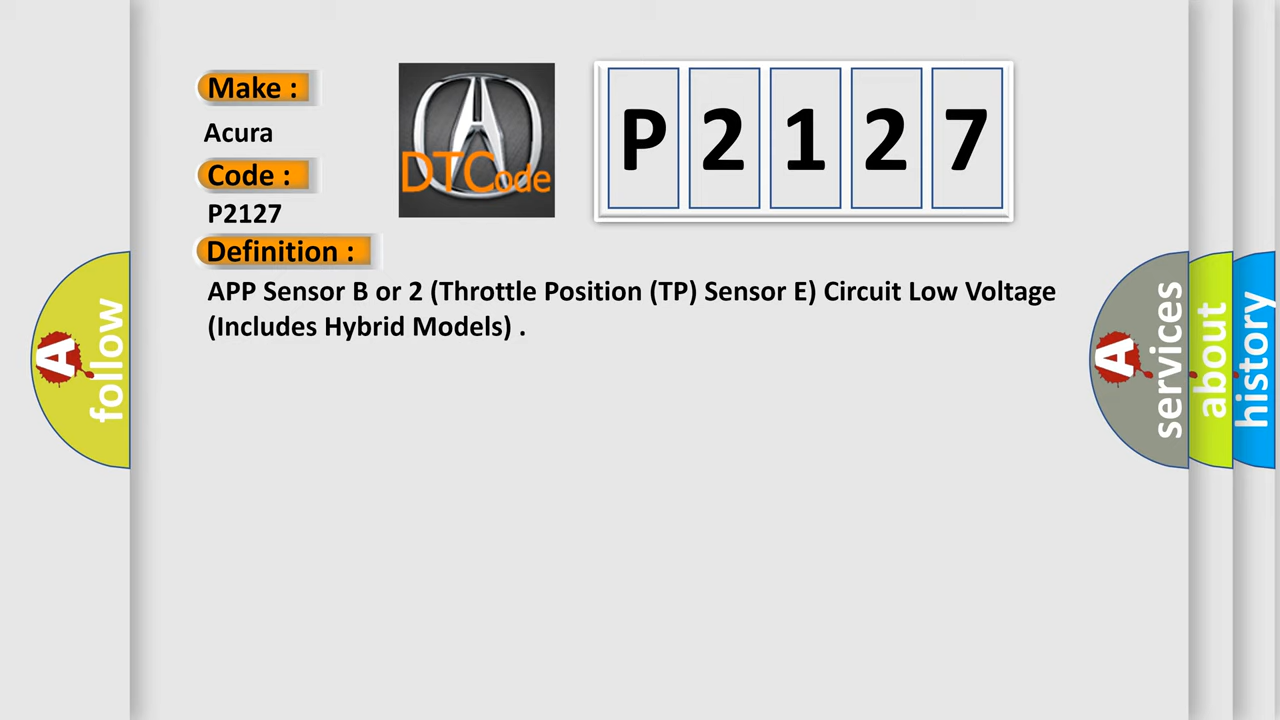 Make :
Acura
Code :
P2127
Definition :
APP Sensor B or 2 (Throttle Position (TP) Sensor E) Circuit Low Voltage
(Includes Hybrid Models) .
DTCode
P 2 1 2 7
A follow
A services
about
history